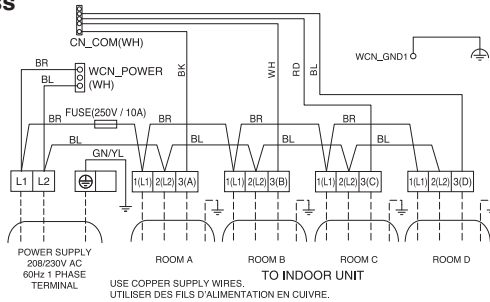 ss
CN_COM(WH)
BR
WCN_POWER
(WH)
BL
BK
WH
RD
BL
WCN_GND1
FUSE(250V / 10A)
BR
BR
BR
BR
BL
BL
BL
BL
GN/YL
L1 L2
1(L1) 2(L2) 3(A)
1(L1) 2(L2) 3(B)
1(L1) 2(L2) 3(C)
1(L1) 2(L2) 3(D)
POWER SUPPLY
208/230V AC
60Hz 1 PHASE
TERMINAL
ROOM A
ROOM B
ROOM C
ROOM D
TO INDOOR UNIT
USE COPPER SUPPLY WIRES.
UTILISER DES FILS D'ALIMENTATION EN CUIVRE.